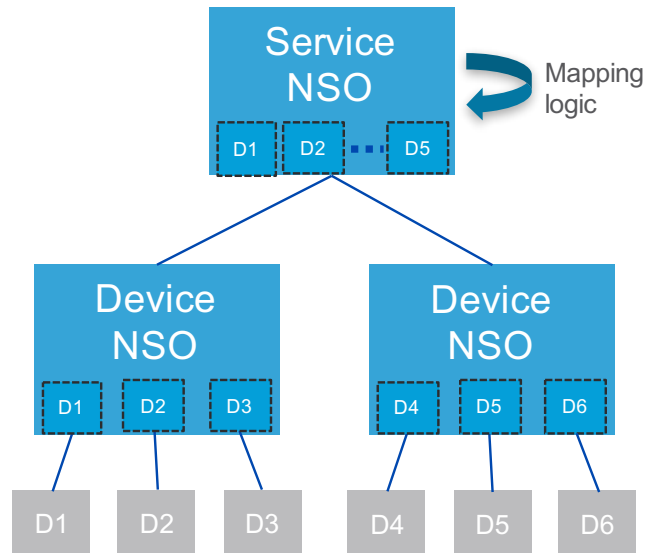 Service
NSO
Mapping
logic
D1 D2 D5
Device
NSO
Device
NSO
D1 D2 D3
D4 D5 D6
D1 D2 D3 D4 D5 D6